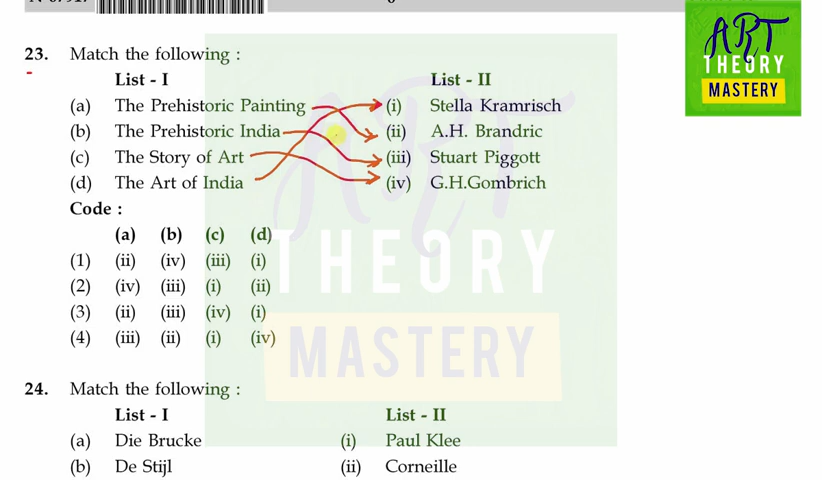 23. Match the following :
List - I List - II
(a) The Prehistoric Painting (i) Stella Kramrisch
(b) The Prehistoric India (ii) A.H. Brandric
(c) The Story of Art (iii) Stuart Piggott
(d) The Art of India (iv) G.H.Gombrich
Code :
(a) (b) (c) (d)
(1) (ii) (iv) (iii) (i)
(2) (iv) (iii) (i) (ii)
(3) (ii) (iii) (iv) (i)
(4) (iii) (ii) (i) (iv)
24. Match the following :
List - I List - II
(a) Die Brucke (i) Paul Klee
(b) De Stijl (ii) Corneille
ART
THEORY
MASTERY
ART
THEORY
MASTERY